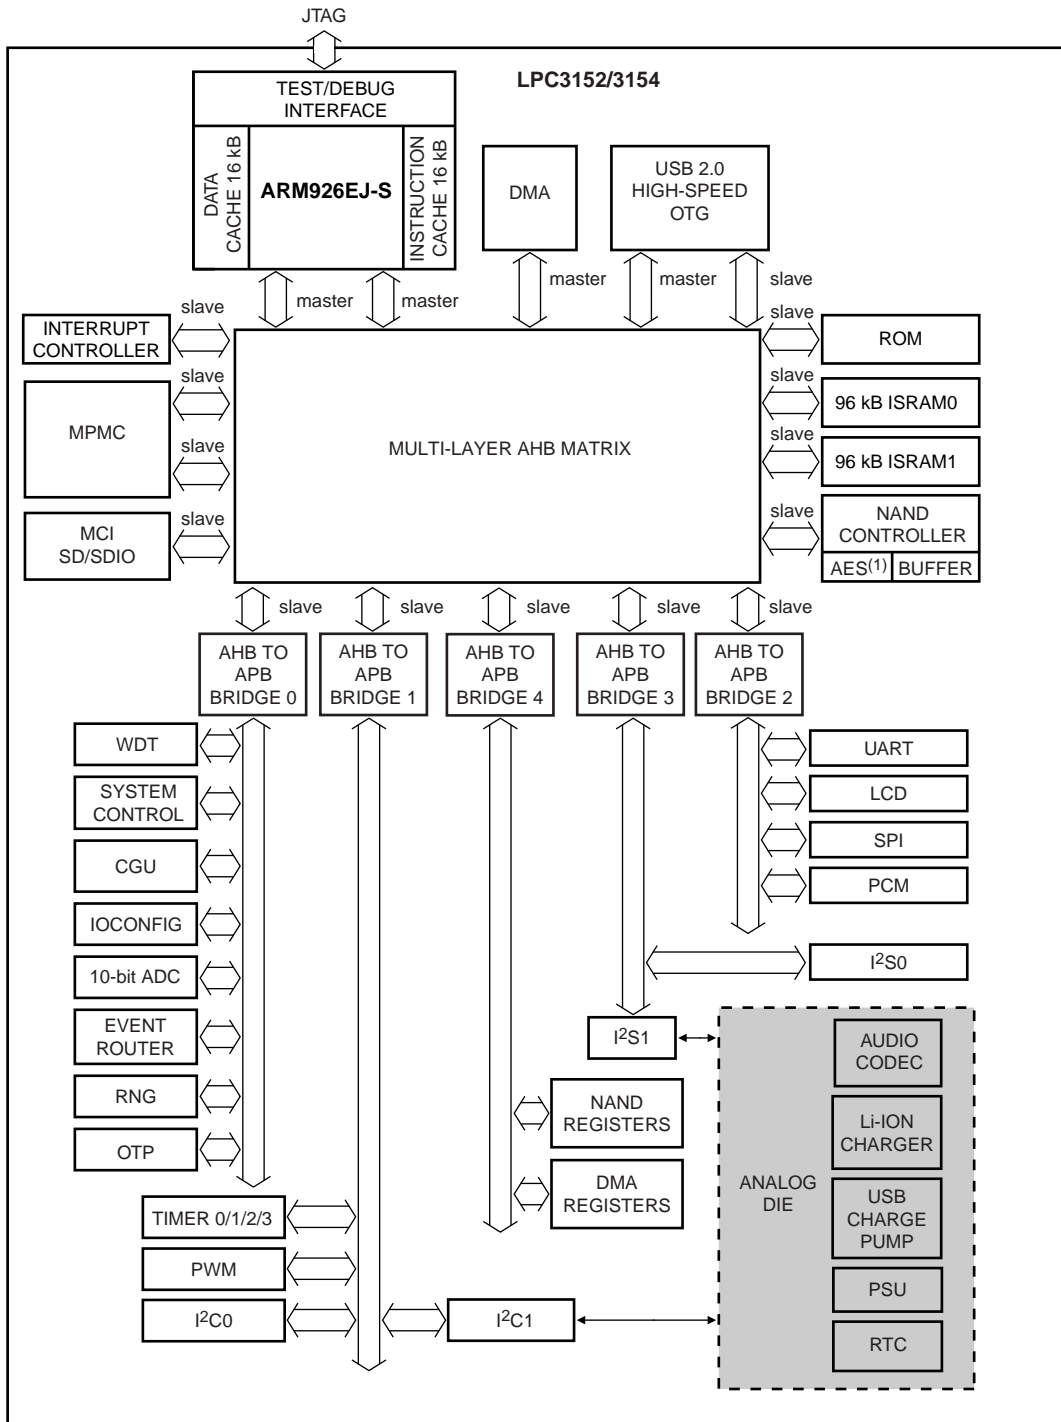 JTAG
LPC3152/3154
TEST/DEBUG
INTERFACE
DATA
CACHE 16 kB
ARM926EJ-S
INSTRUCTION
CACHE 16 kB
DMA
USB 2.0
HIGH-SPEED
OTG
master
master
master
master
slave
slave
INTERRUPT
CONTROLLER
slave
ROM
slave
MPMC
slave
slave
96 kB ISRAM0
slave
96 kB ISRAM1
MULTI-LAYER AHB MATRIX
slave
MCI
SD/SDIO
slave
NAND
CONTROLLER
AES(1)
BUFFER
slave
slave
slave
slave
slave
AHB TO
APB
BRIDGE 0
AHB TO
APB
BRIDGE 1
AHB TO
APB
BRIDGE 4
AHB TO
APB
BRIDGE 3
AHB TO
APB
BRIDGE 2
WDT
SYSTEM
CONTROL
CGU
IOCONFIG
10-bit ADC
EVENT
ROUTER
RNG
OTP
UART
LCD
SPI
PCM
I2S0
I2S1
NAND
REGISTERS
DMA
REGISTERS
TIMER 0/1/2/3
PWM
I2C0
I2C1
ANALOG
DIE
AUDIO
CODEC
Li-ION
CHARGER
USB
CHARGE
PUMP
PSU
RTC